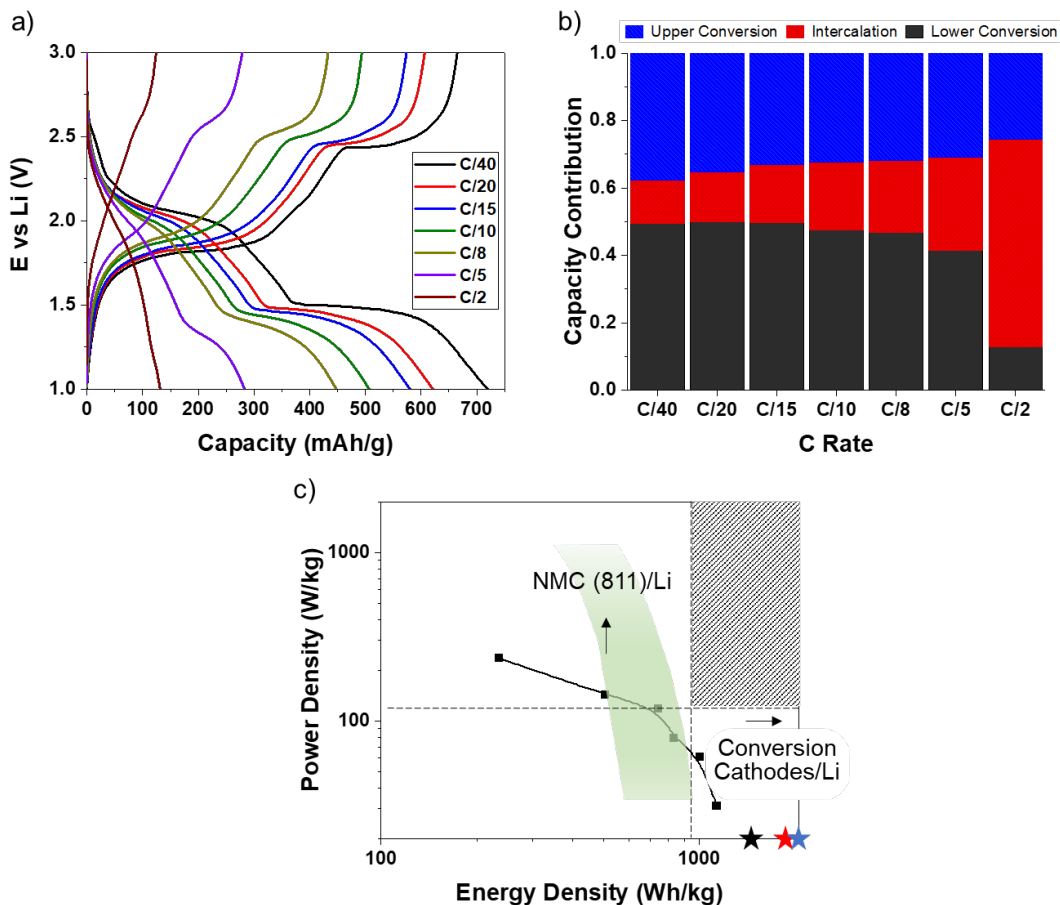 a)
3.0
2.5
2.0
1.5
1.0
E vs Li (V)
0 100 200 300 400 500 600 700
Capacity (mAh/g)
C/40
C/20
C/15
C/10
C/8
C/5
C/2
b)
Upper Conversion Intercalation Lower Conversion
1.0
0.8
0.6
0.4
0.2
0.0
Capacity Contribution
C/40 C/20 C/15 C/10 C/8 C/5 C/2
C Rate
c)
1000
100
Power Density (W/kg)
NMC (811)/Li
Conversion
Cathodes/Li
100 1000
Energy Density (Wh/kg)